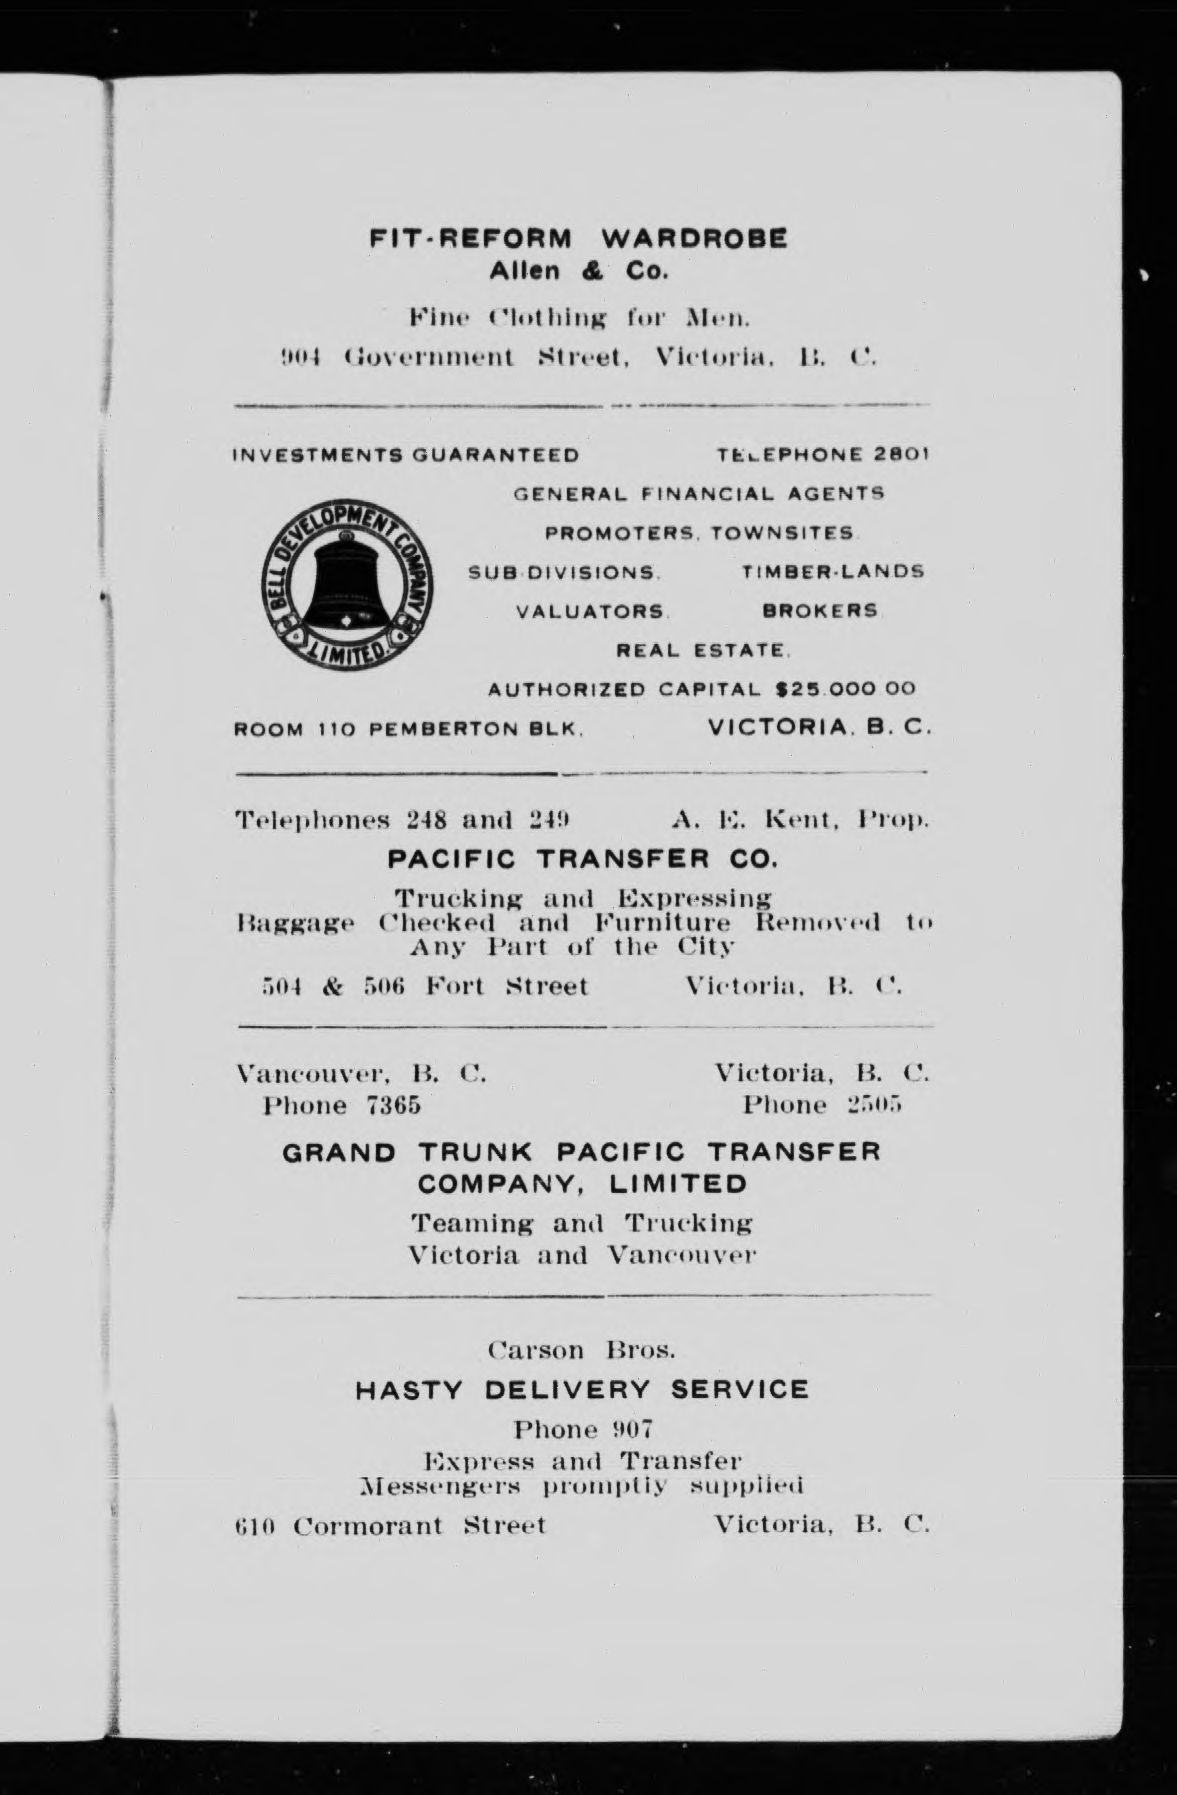 FIT-REFORM WARDROBE
Allen & Co.
Fine Clothing for Men.
904 Government Street, Victoria, B. C.
INVESTMENTS GUARANTEED TELEPHONE 2801
GENERAL FINANCIAL AGENTS
PROMOTERS, TOWNSITES
BELL DEVELOPMENT COMPANY
LIMITED.
SUB-DIVISIONS. TIMBER-LANDS
VALUATORS. BROKERS
REAL ESTATE.
AUTHORIZED CAPITAL $25.000 00
ROOM 110 PEMBERTON BLK. VICTORIA, B. C.
Telephones 248 and 249 A. E. Kent, Prop.
PACIFIC TRANSFER CO.
Trucking and Expressing
Baggage Checked and Furniture Removed to
Any Part of the City
504 & 506 Fort Street Victoria, B. C.
Vancouver, B. C. Victoria, B. C.
Phone 7365 Phone 2505
GRAND TRUNK PACIFIC TRANSFER
COMPANY, LIMITED
Teaming and Trucking
Victoria and Vancouver
Carson Bros.
HASTY DELIVERY SERVICE
Phone 907
Express and Transfer
Messengers promptly supplied
610 Cormorant Street Victoria, B. C.